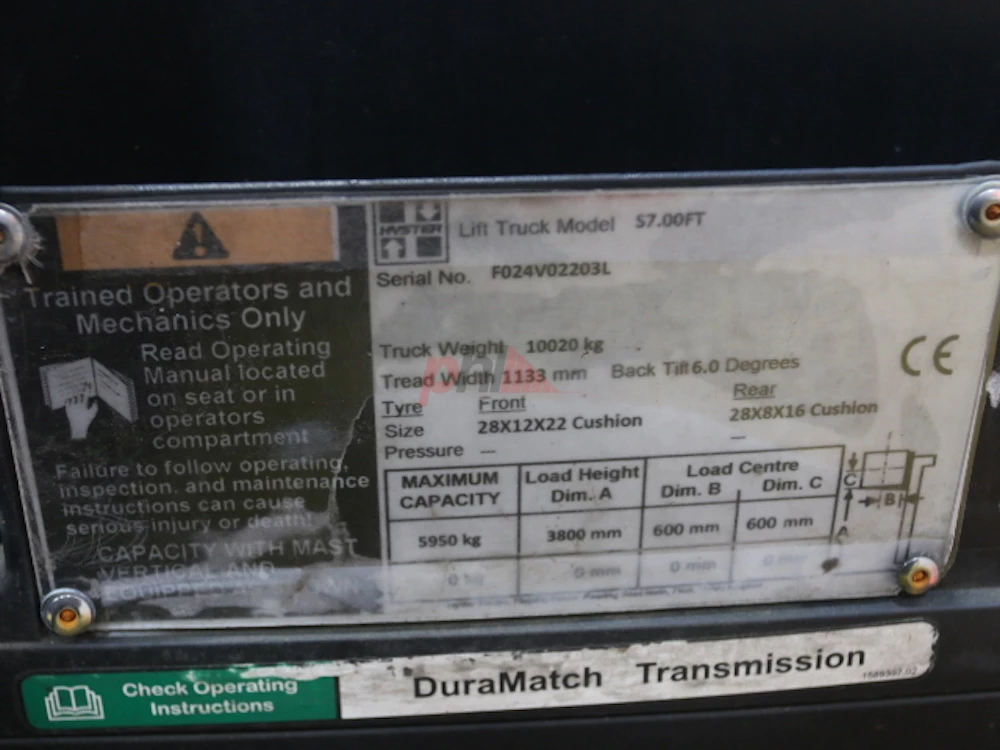 HYSTER
Lift Truck Model S7.00FT
Serial No. F024V02203L
Trained Operators and
Mechanics Only
Read Operating
Manual located
on seat or in
operators
compartment
Failure to follow operating,
inspection, and maintenance
instructions can cause
serious injury or death!
CAPACITY WITH MAST
VERTICAL AND
Truck Weight 10020 kg
Tread Width 1133 mm Back Tilt 6.0 Degrees
CE
Tyre Front Rear
Size 28X12X22 Cushion 28X8X16 Cushion
Pressure — —
MAXIMUM CAPACITY Load Height Dim. A Load Centre Dim. B Dim. C
5950 kg 3800 mm 600 mm 600 mm
0 kg 0 mm 0 mm 0 mm
C
B
A
Check Operating
Instructions
DuraMatch Transmission